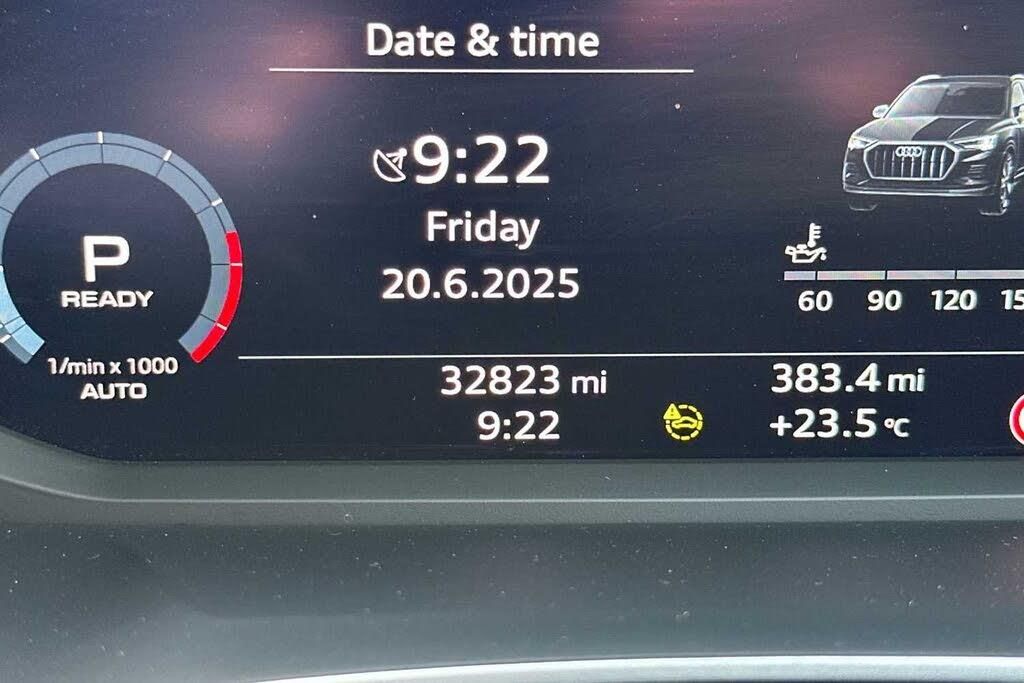 Date & time
9:22
Friday
20.6.2025
P
READY
1/min x 1000
AUTO
60 90 120
32823 mi
383.4 mi
9:22
+23.5 °C